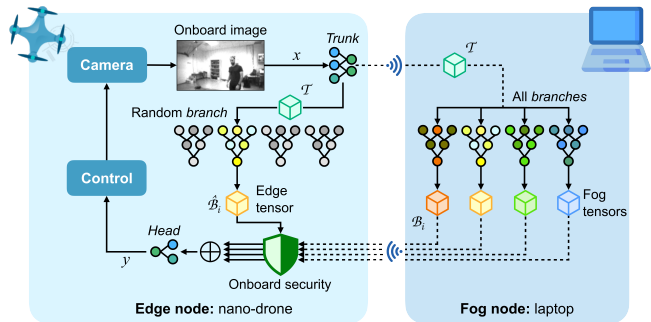 Onboard image
Trunk
Camera
x
𝒯
𝒯
Random branch
All branches
Control
ℬ̂ᵢ
Edge
tensor
ℬᵢ
Fog
tensors
Head
y
Onboard security
Edge node: nano-drone
Fog node: laptop